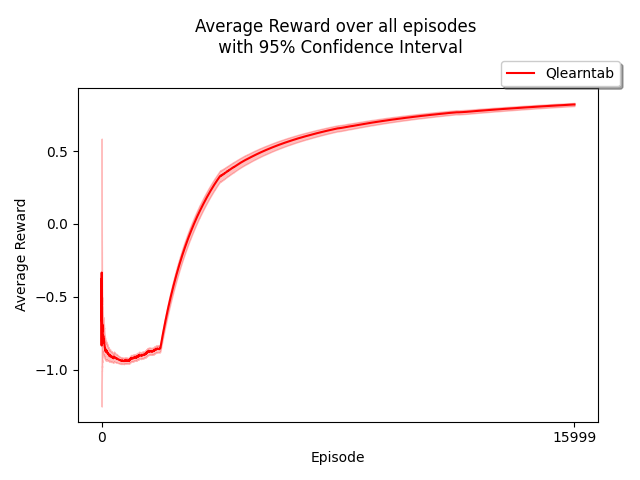 Average Reward over all episodes
with 95% Confidence Interval
Qlearntab
0.5
0.0
−0.5
−1.0
Average Reward
0
15999
Episode